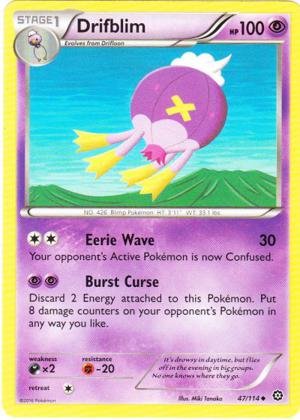 STAGE 1 Drifblim HP 100
Evolves from Drifloon
NO. 426 Blimp Pokémon HT: 3'11" WT: 33.1 lbs.
Eerie Wave 30
Your opponent's Active Pokémon is now Confused.
Burst Curse
Discard 2 Energy attached to this Pokémon. Put
8 damage counters on your opponent's Pokémon in
any way you like.
weakness resistance
×2 -20
retreat
It's drowsy in daytime, but flies off
in the evening in big groups.
No one knows where they go.
©2016 Pokémon Illus. Miki Tanaka 47/114